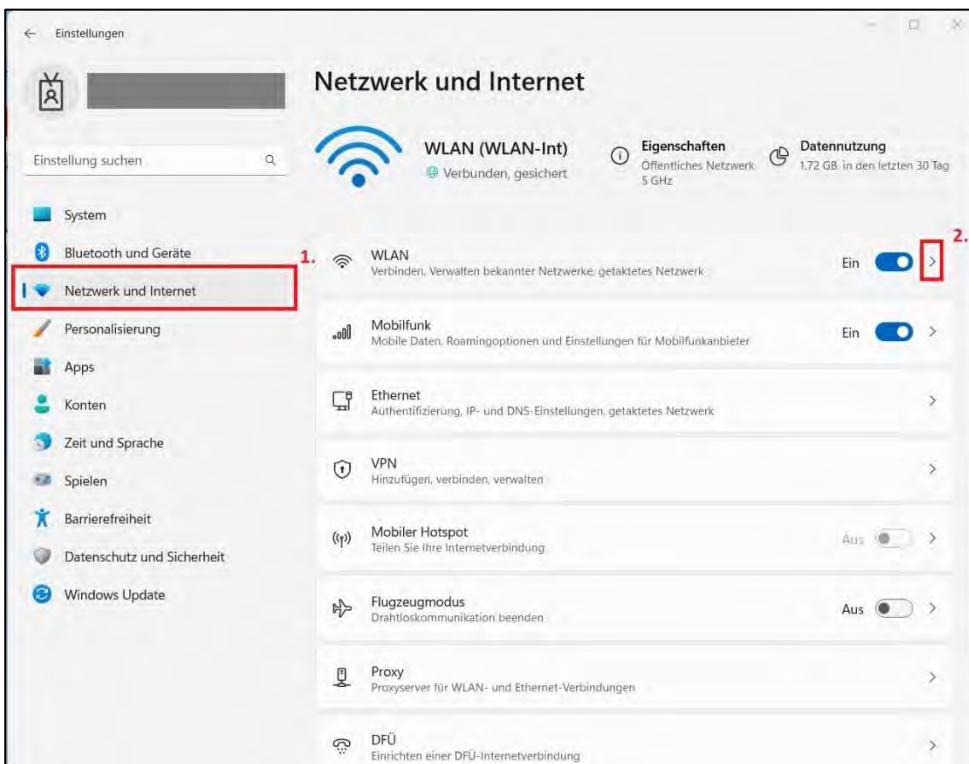 Einstellungen
Einstellung suchen
System
Bluetooth und Geräte
1.
Netzwerk und Internet
Personalisierung
Apps
Konten
Zeit und Sprache
Spielen
Barrierefreiheit
Datenschutz und Sicherheit
Windows Update
Netzwerk und Internet
WLAN (WLAN-Int)
Verbunden, gesichert
Eigenschaften
Öffentliches Netzwerk
5 GHz
Datennutzung
1.72 GB, in den letzten 30 Tag
2.
WLAN
Verbinden, Verwalten bekannter Netzwerke, getaktetes Netzwerk
Ein
Mobilfunk
Mobile Daten, Roamingoptionen und Einstellungen für Mobilfunkanbieter
Ein
Ethernet
Authentifizierung, IP- und DNS-Einstellungen, getaktetes Netzwerk
VPN
Hinzufügen, verbinden, verwalten
Mobiler Hotspot
Teilen Sie Ihre Internetverbindung
Aus
Flugzeugmodus
Drahtloskommunikation beenden
Aus
Proxy
Proxyserver für WLAN- und Ethernet-Verbindungen
DFÜ
Einrichten einer DFÜ-Internetverbindung